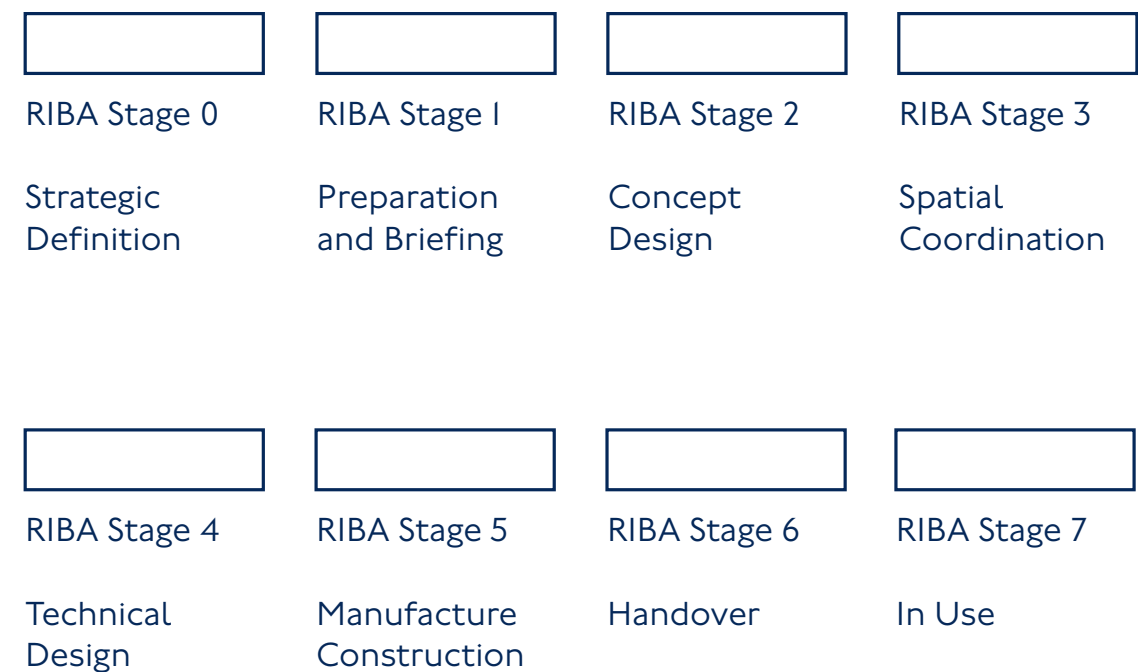 RIBA Stage 0
Strategic
Definition
RIBA Stage 1
Preparation
and Briefing
RIBA Stage 2
Concept
Design
RIBA Stage 3
Spatial
Coordination
RIBA Stage 4
Technical
Design
RIBA Stage 5
Manufacture
Construction
RIBA Stage 6
Handover
RIBA Stage 7
In Use